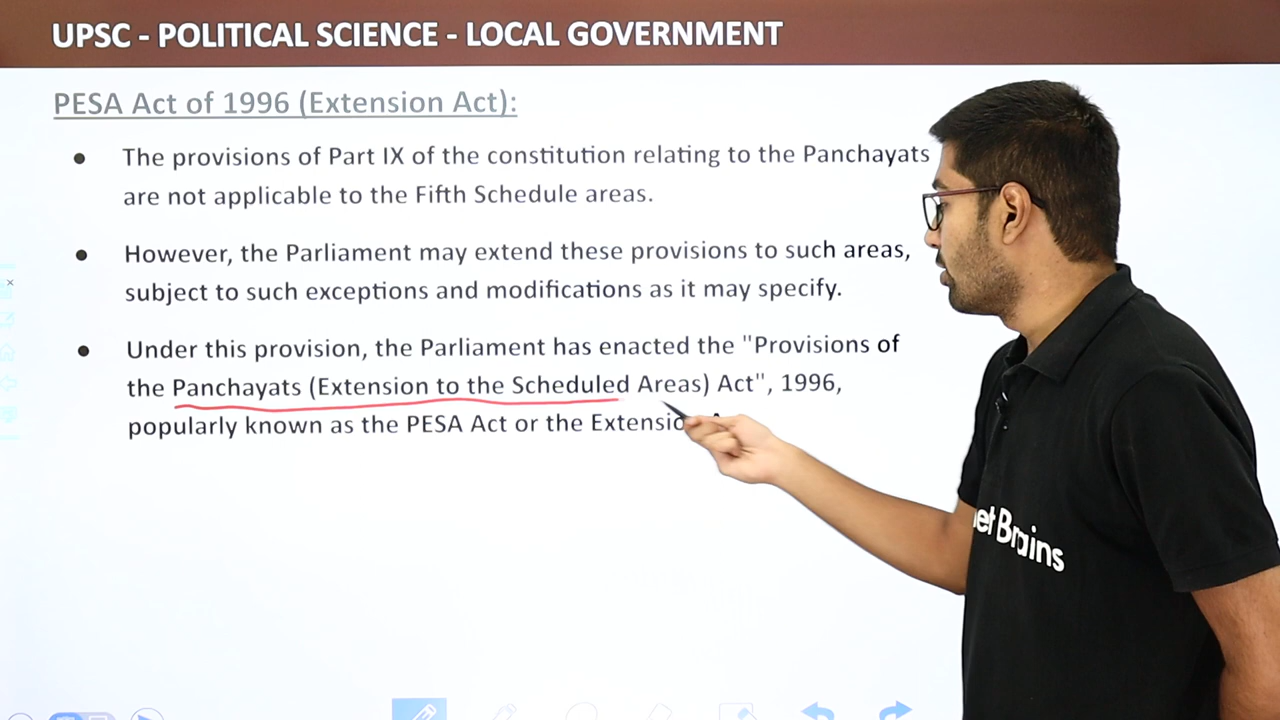 UPSC - POLITICAL SCIENCE - LOCAL GOVERNMENT
PESA Act of 1996 (Extension Act):
● The provisions of Part IX of the constitution relating to the Panchayats
are not applicable to the Fifth Schedule areas.
● However, the Parliament may extend these provisions to such areas,
subject to such exceptions and modifications as it may specify.
● Under this provision, the Parliament has enacted the "Provisions of
the Panchayats (Extension to the Scheduled Areas) Act", 1996,
popularly known as the PESA Act or the
Brains